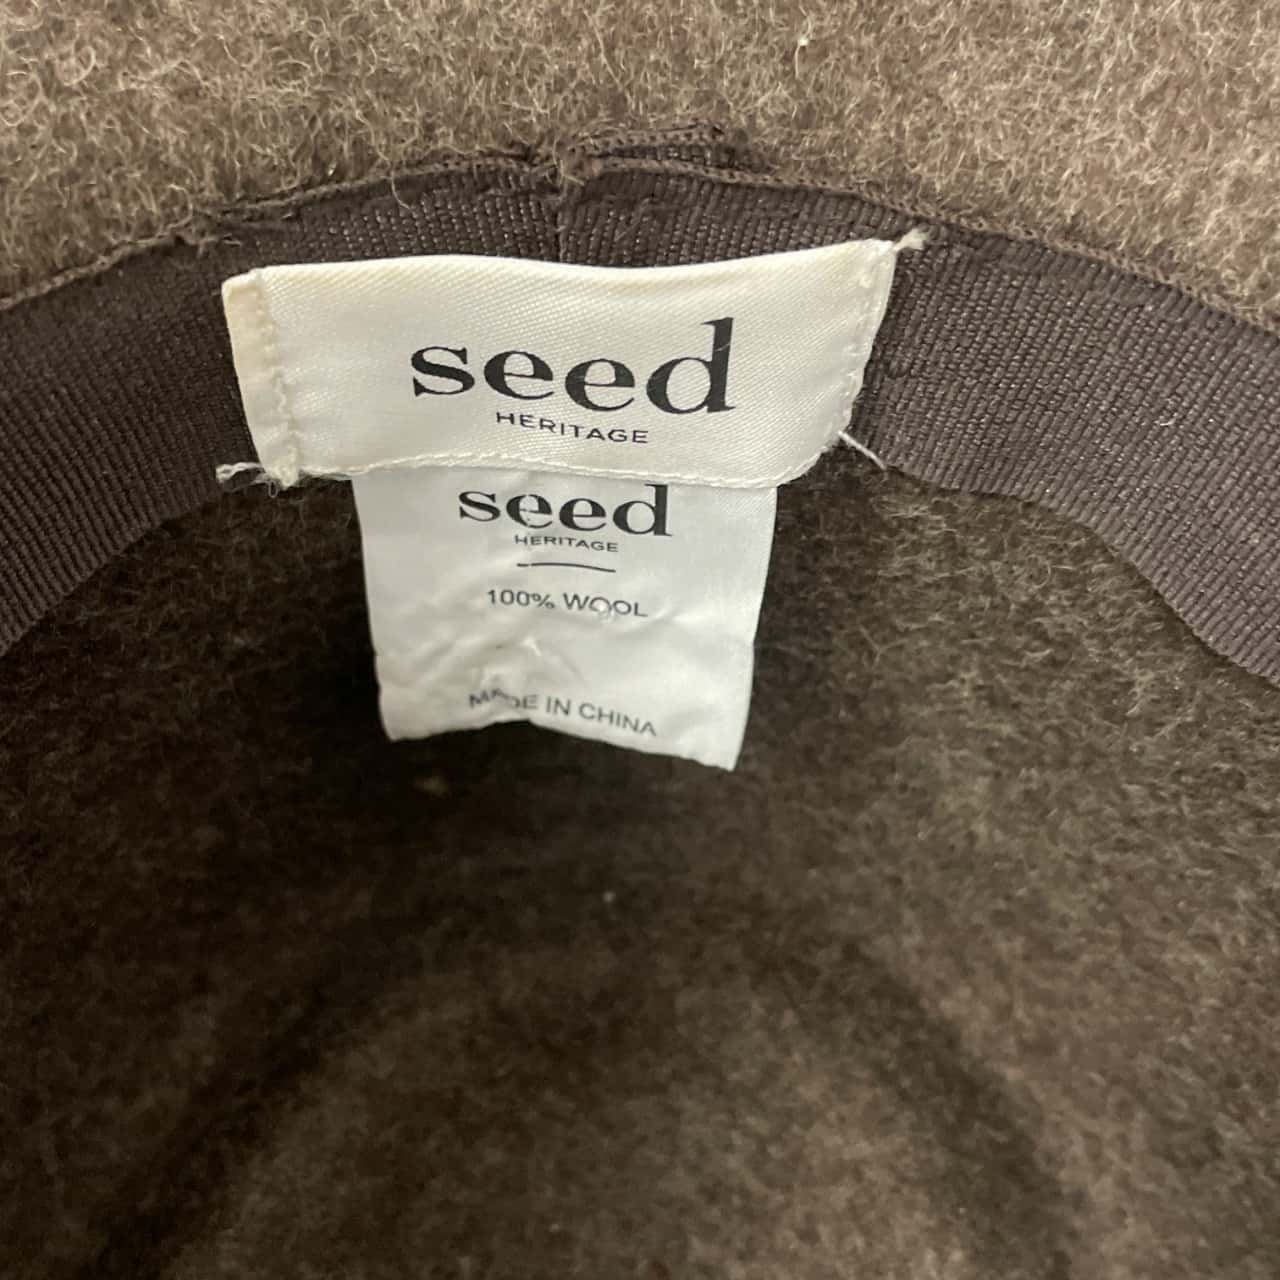 seed
HERITAGE
seed
HERITAGE
100% WOOL
MADE IN CHINA